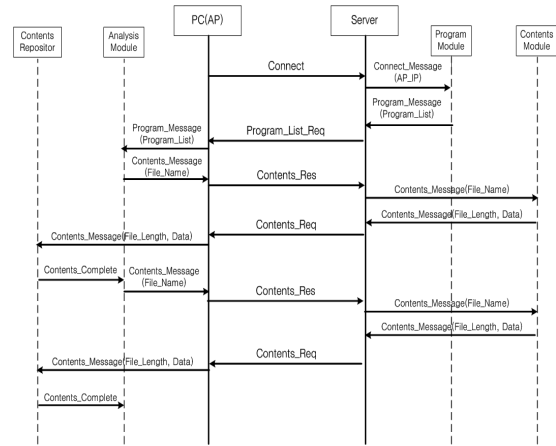 Contents
Repositor
Analysis
Module
PC(AP)
Server
Program
Module
Contents
Module
Connect
Connect_Message
(AP_IP)
Program_Message
(Program_List)
Program_List_Req
Program_Message
(Program_List)
Contents_Message
(File_Name)
Contents_Res
Contents_Message(File_Name)
Contents_Message(File_Length, Data)
Contents_Req
Contents_Message(File_Length, Data)
Contents_Complete
Contents_Message
(File_Name)
Contents_Res
Contents_Message(File_Name)
Contents_Message(File_Length, Data)
Contents_Req
Contents_Message(File_Length, Data)
Contents_Complete